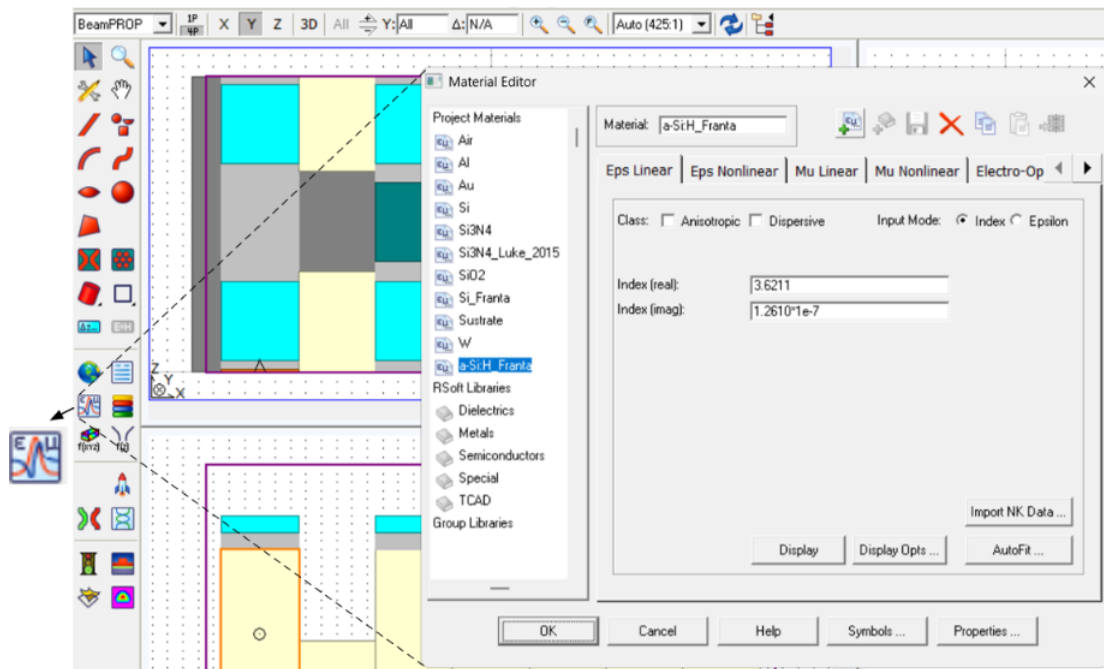 BeamPROP 1P 4P X Y Z 3D All Y: All Δ: N/A Auto (425:1)
Material Editor
Project Materials
Air
Al
Au
Si
Si3N4
Si3N4_Luke_2015
SiO2
Si_Franta
Sustrate
W
a-Si:H_Franta
RSoft Libraries
Dielectrics
Metals
Semiconductors
Special
TCAD
Group Libraries
Material: a-Si:H_Franta
Eps Linear Eps Nonlinear Mu Linear Mu Nonlinear Electro-Op
Class: Anisotropic Dispersive Input Mode: Index Epsilon
Index (real): 3.6211
Index (imag): 1.2610*1e-7
Import NK Data ...
Display Display Opts ... AutoFit ...
OK Cancel Help Symbols ... Properties ...
Z
Y
X
f(xyz)
ε μ